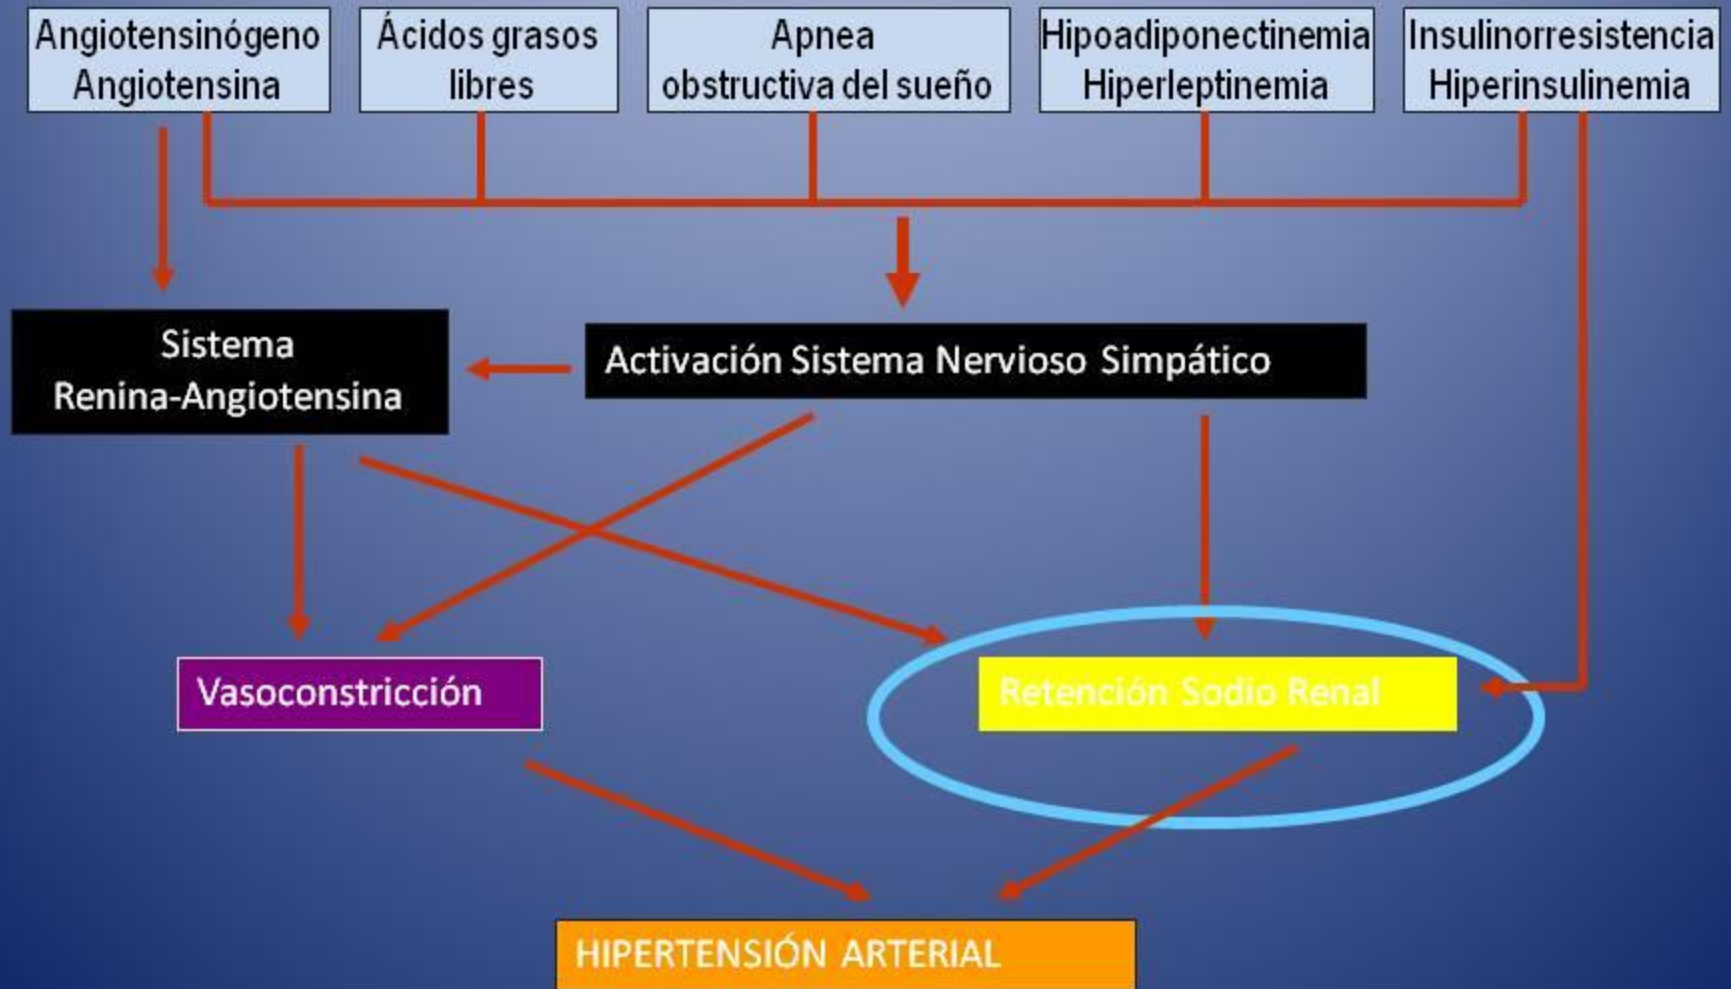 Angiotensinógeno
Angiotensina
Ácidos grasos
libres
Apnea
obstructiva del sueño
Hipoadiponectinemia
Hiperleptinemia
Insulinorresistencia
Hiperinsulinemia
Sistema
Renina-Angiotensina
Activación Sistema Nervioso Simpático
Vasoconstricción
Retención Sodio Renal
HIPERTENSIÓN ARTERIAL